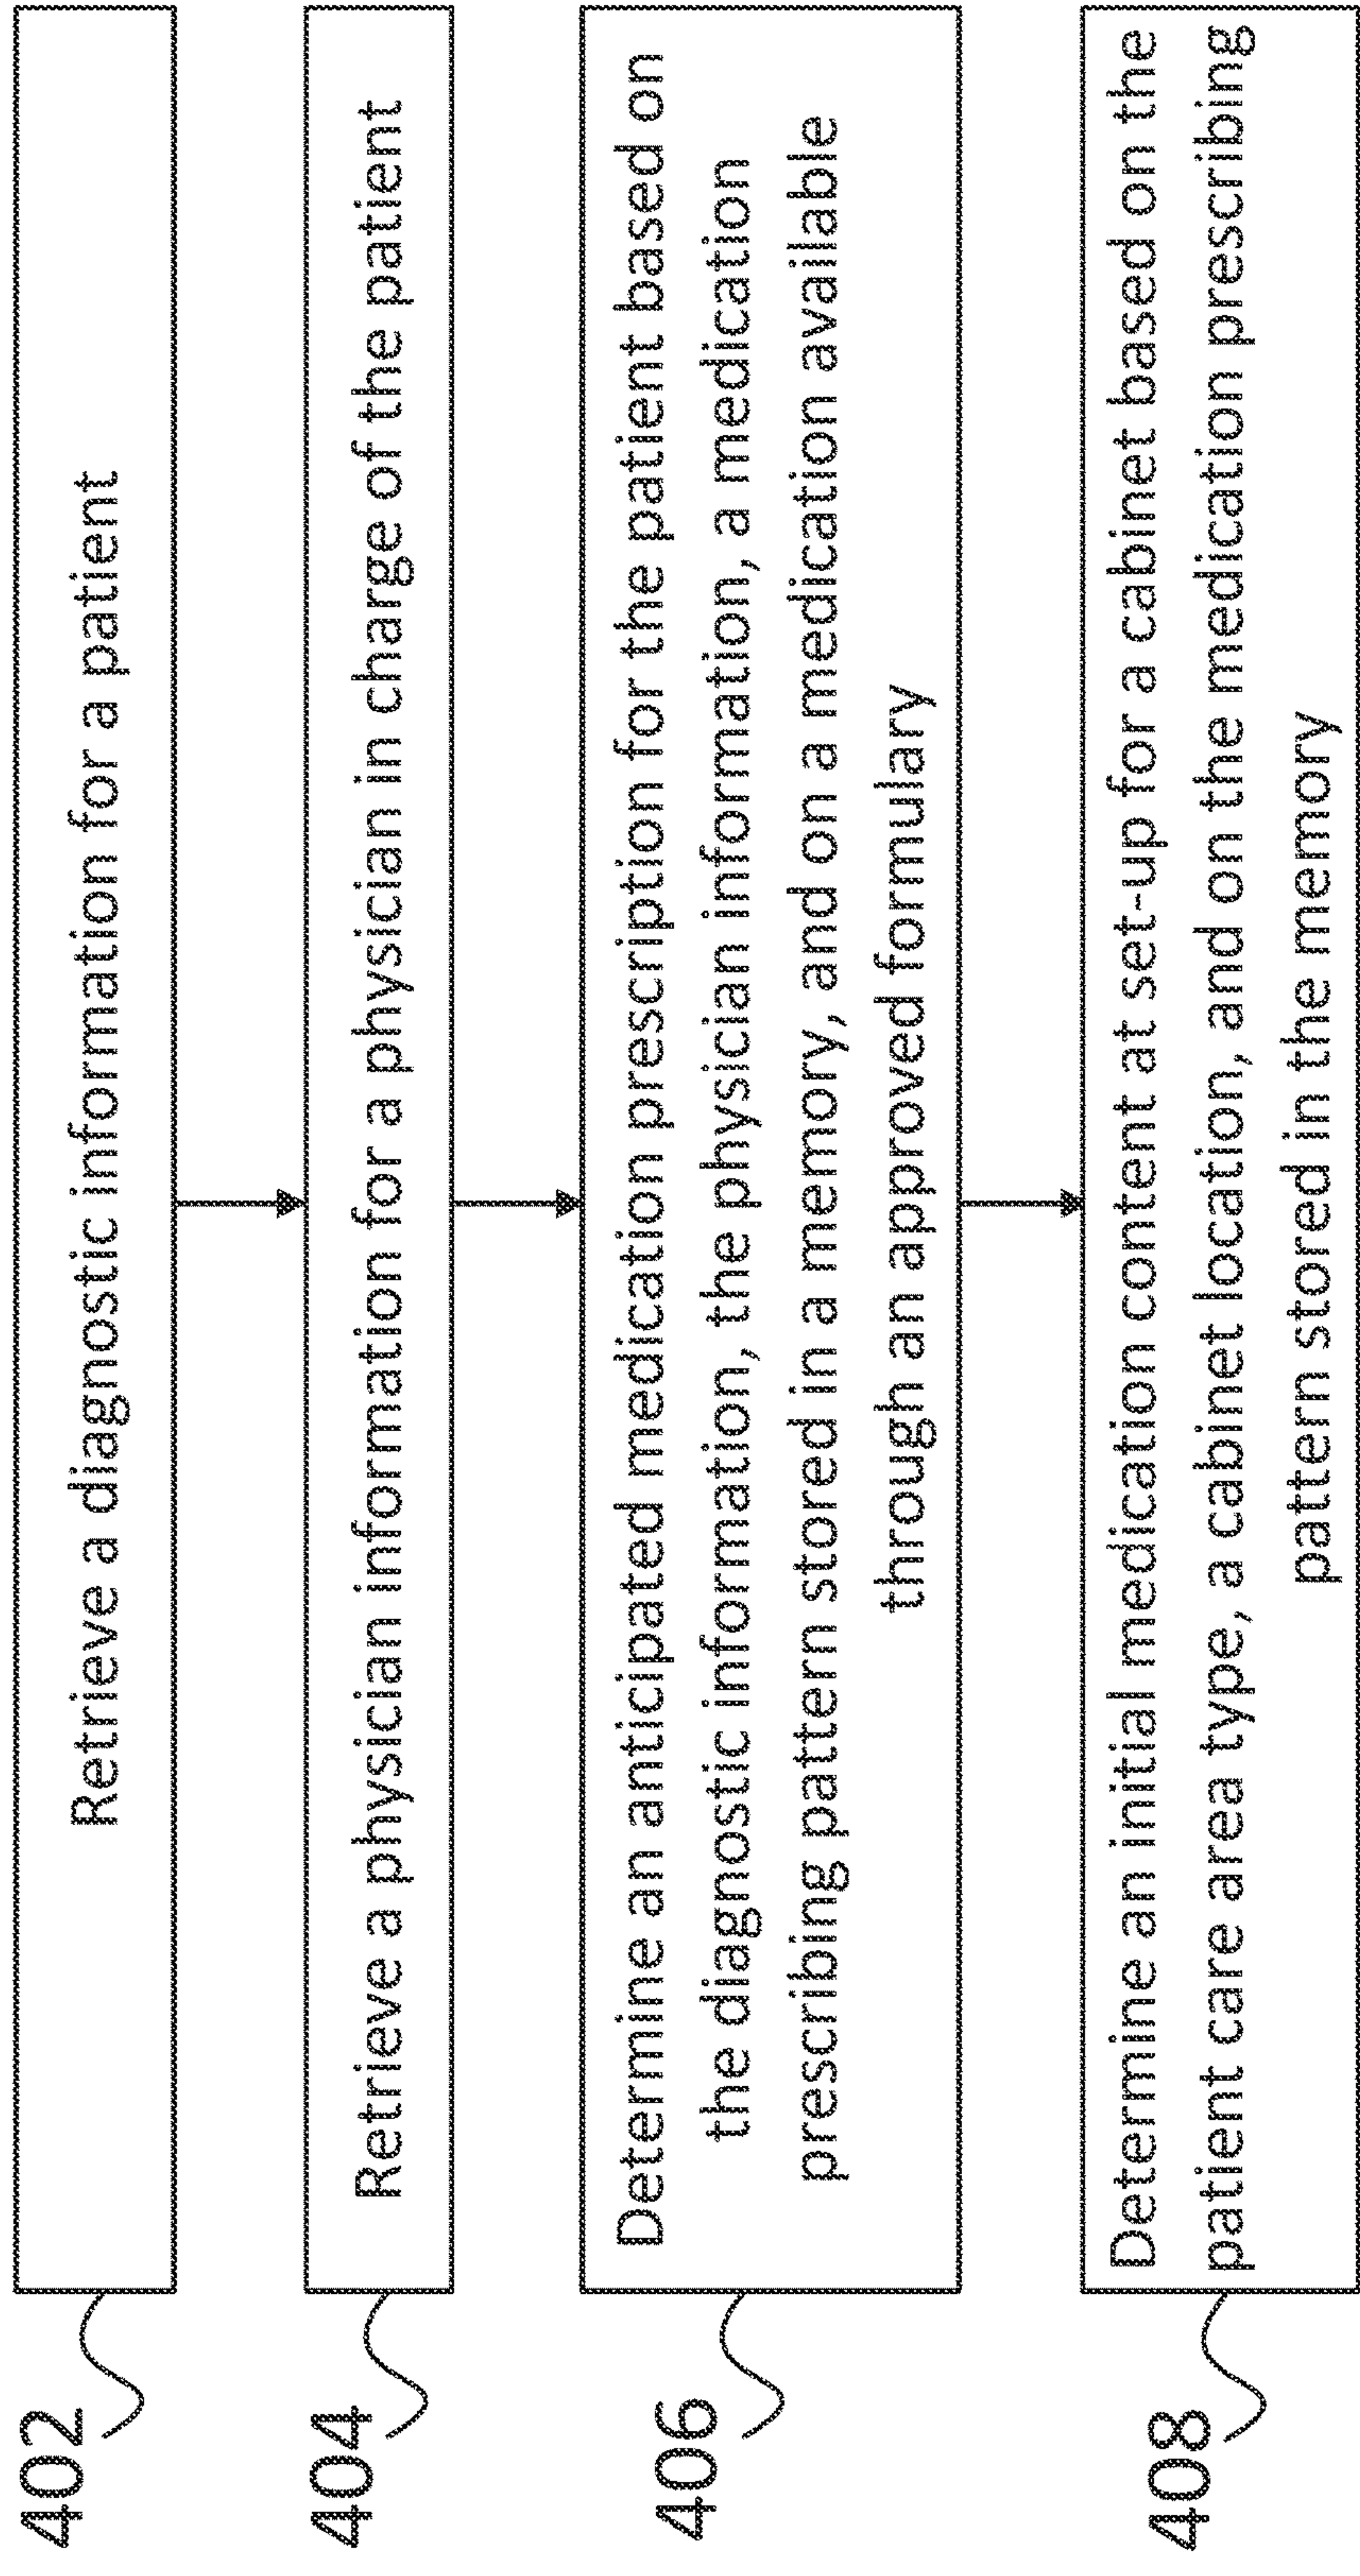 402
Retrieve a diagnostic information for a patient
404
Retrieve a physician information for a physician in charge of the patient
406
Determine an anticipated medication prescription for the patient based on
the diagnostic information, the physician information, a medication
prescribing pattern stored in a memory, and on a medication available
through an approved formulary
408
Determine an initial medication content at set-up for a cabinet based on the
patient care area type, a cabinet location, and on the medication prescribing
pattern stored in the memory